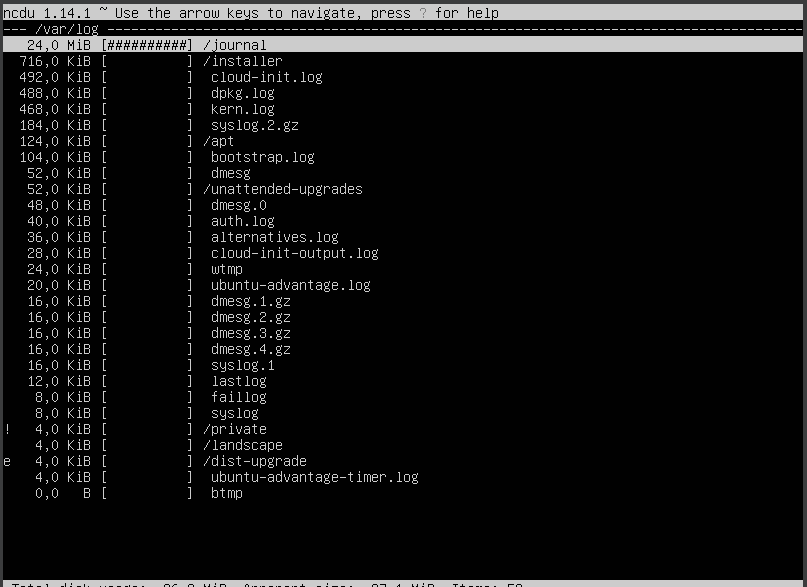 ncdu 1.14.1 ~ Use the arrow keys to navigate, press ? for help
--- /var/log ---------------------------------------------------------------------------------------
   24,0 MiB [##########] /journal
  716,0 KiB [          ] /installer
  492,0 KiB [          ]  cloud-init.log
  488,0 KiB [          ]  dpkg.log
  468,0 KiB [          ]  kern.log
  184,0 KiB [          ]  syslog.2.gz
  124,0 KiB [          ] /apt
  104,0 KiB [          ]  bootstrap.log
   52,0 KiB [          ]  dmesg
   52,0 KiB [          ] /unattended-upgrades
   48,0 KiB [          ]  dmesg.0
   40,0 KiB [          ]  auth.log
   36,0 KiB [          ]  alternatives.log
   28,0 KiB [          ]  cloud-init-output.log
   24,0 KiB [          ]  wtmp
   20,0 KiB [          ]  ubuntu-advantage.log
   16,0 KiB [          ]  dmesg.1.gz
   16,0 KiB [          ]  dmesg.2.gz
   16,0 KiB [          ]  dmesg.3.gz
   16,0 KiB [          ]  dmesg.4.gz
   16,0 KiB [          ]  syslog.1
   12,0 KiB [          ]  lastlog
    8,0 KiB [          ]  faillog
    8,0 KiB [          ]  syslog
!   4,0 KiB [          ] /private
    4,0 KiB [          ] /landscape
e   4,0 KiB [          ] /dist-upgrade
    4,0 KiB [          ]  ubuntu-advantage-timer.log
    0,0   B [          ]  btmp
Total disk usage: MiB Apparent size: MiB Items: